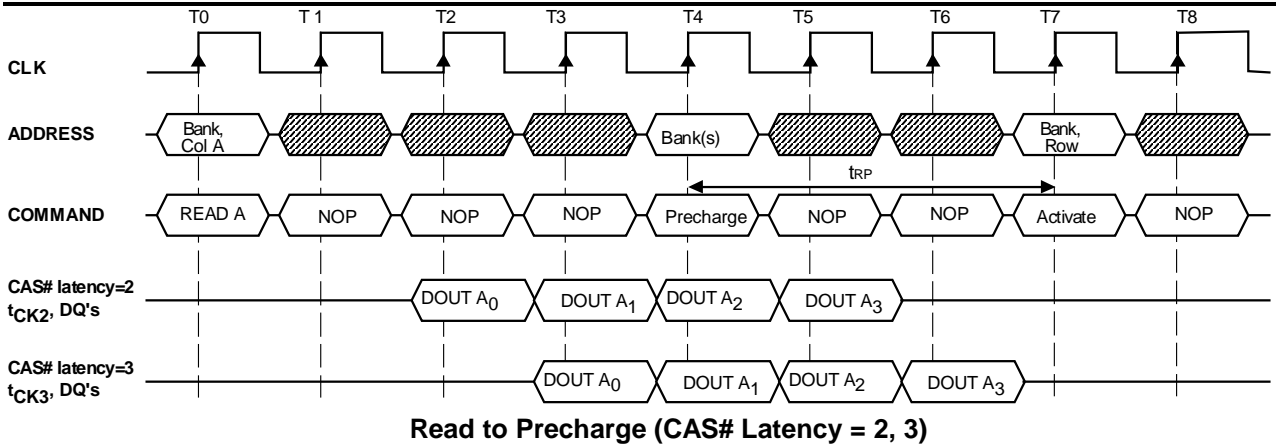 T0 T 1 T2 T3 T4 T5 T6 T7 T8
CLK
ADDRESS
Bank,
Col A
Bank(s)
Bank,
Row
tRP
COMMAND
READ A NOP NOP NOP Precharge NOP NOP Activate NOP
CAS# latency=2
tCK2, DQ's
DOUT A0 DOUT A1 DOUT A2 DOUT A3
CAS# latency=3
tCK3, DQ's
DOUT A0 DOUT A1 DOUT A2 DOUT A3
Read to Precharge (CAS# Latency = 2, 3)